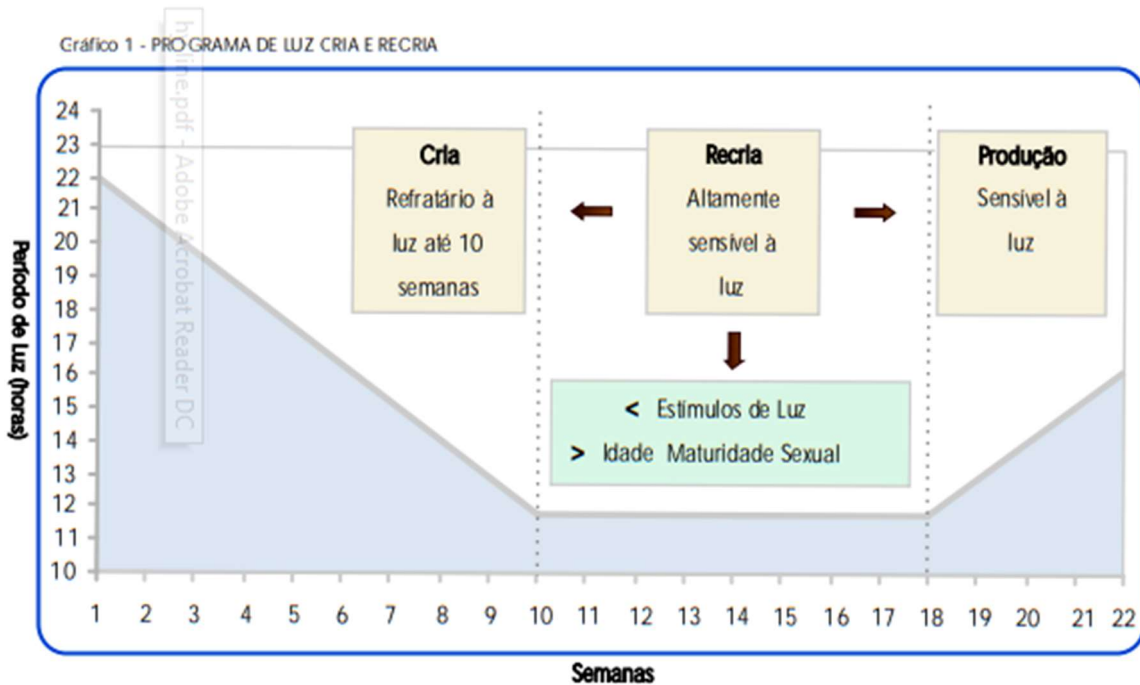 Gráfico 1 - PROGRAMA DE LUZ CRIA E RECRIA
hyline.pdf - Adobe Acrobat Reader DC
Período de Luz (horas)
24
23
22
21
20
19
18
17
16
15
14
13
12
11
10
Cria
Refratário à
luz até 10
semanas
Recria
Altamente
sensível à
luz
Produção
Sensível à
luz
< Estímulos de Luz
> Idade Maturidade Sexual
1 2 3 4 5 6 7 8 9 10 11 12 13 14 15 16 17 18 19 20 21 22
Semanas